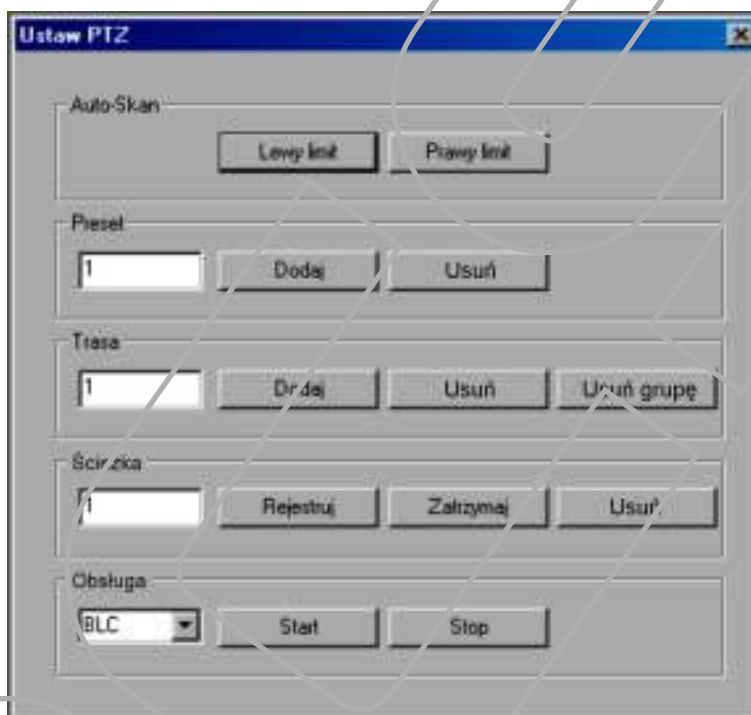 Ustaw PTZ
Auto-Skan
Lewy limit Prawy limit
Preset
1 Dodaj Usuń
Trasa
1 Dodaj Usuń Usuń grupę
Ścieżka
1 Rejestruj Zatrzymaj Usuń
Obsługa
BLC Start Stop